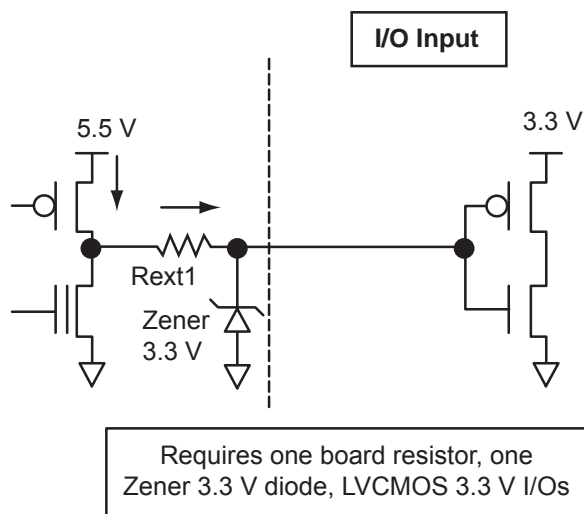 I/O Input
5.5 V
3.3 V
Rext1
Zener
3.3 V
Requires one board resistor, one
Zener 3.3 V diode, LVCMOS 3.3 V I/Os